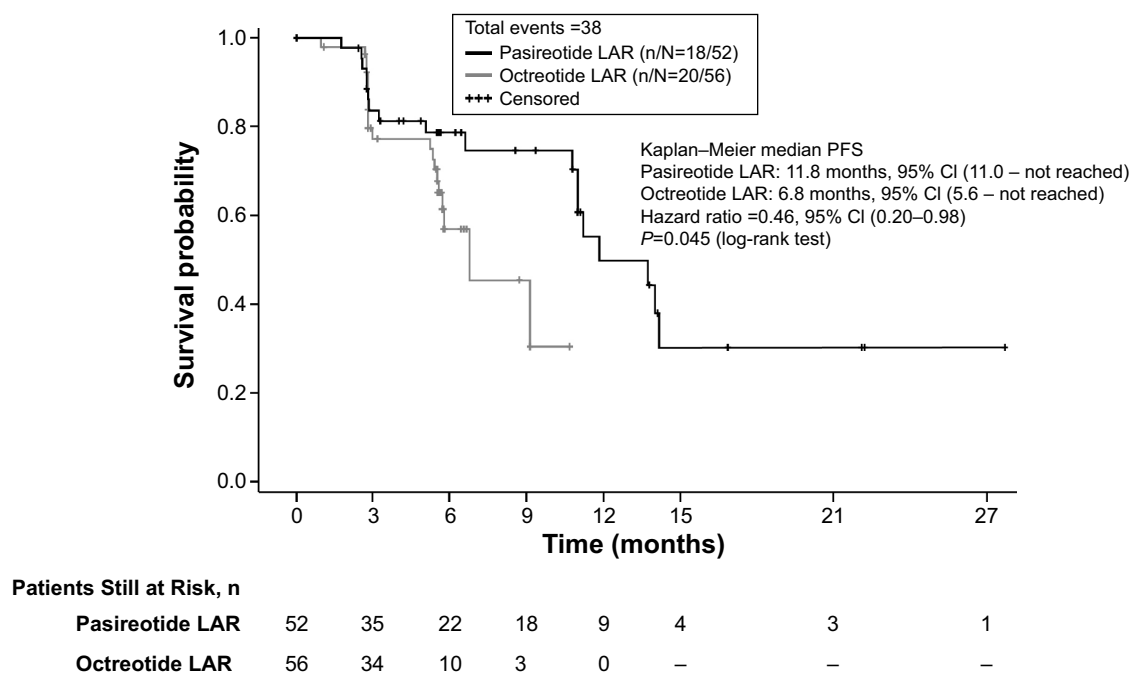 Total events =38
Pasireotide LAR (n/N=18/52)
Octreotide LAR (n/N=20/56)
Censored
Kaplan–Meier median PFS
Pasireotide LAR: 11.8 months, 95% CI (11.0 – not reached)
Octreotide LAR: 6.8 months, 95% CI (5.6 – not reached)
Hazard ratio =0.46, 95% CI (0.20–0.98)
P=0.045 (log-rank test)
Survival probability
1.0
0.8
0.6
0.4
0.2
0.0
0 3 6 9 12 15 21 27
Time (months)
Patients Still at Risk, n
Pasireotide LAR 52 35 22 18 9 4 3 1
Octreotide LAR 56 34 10 3 0 – – –